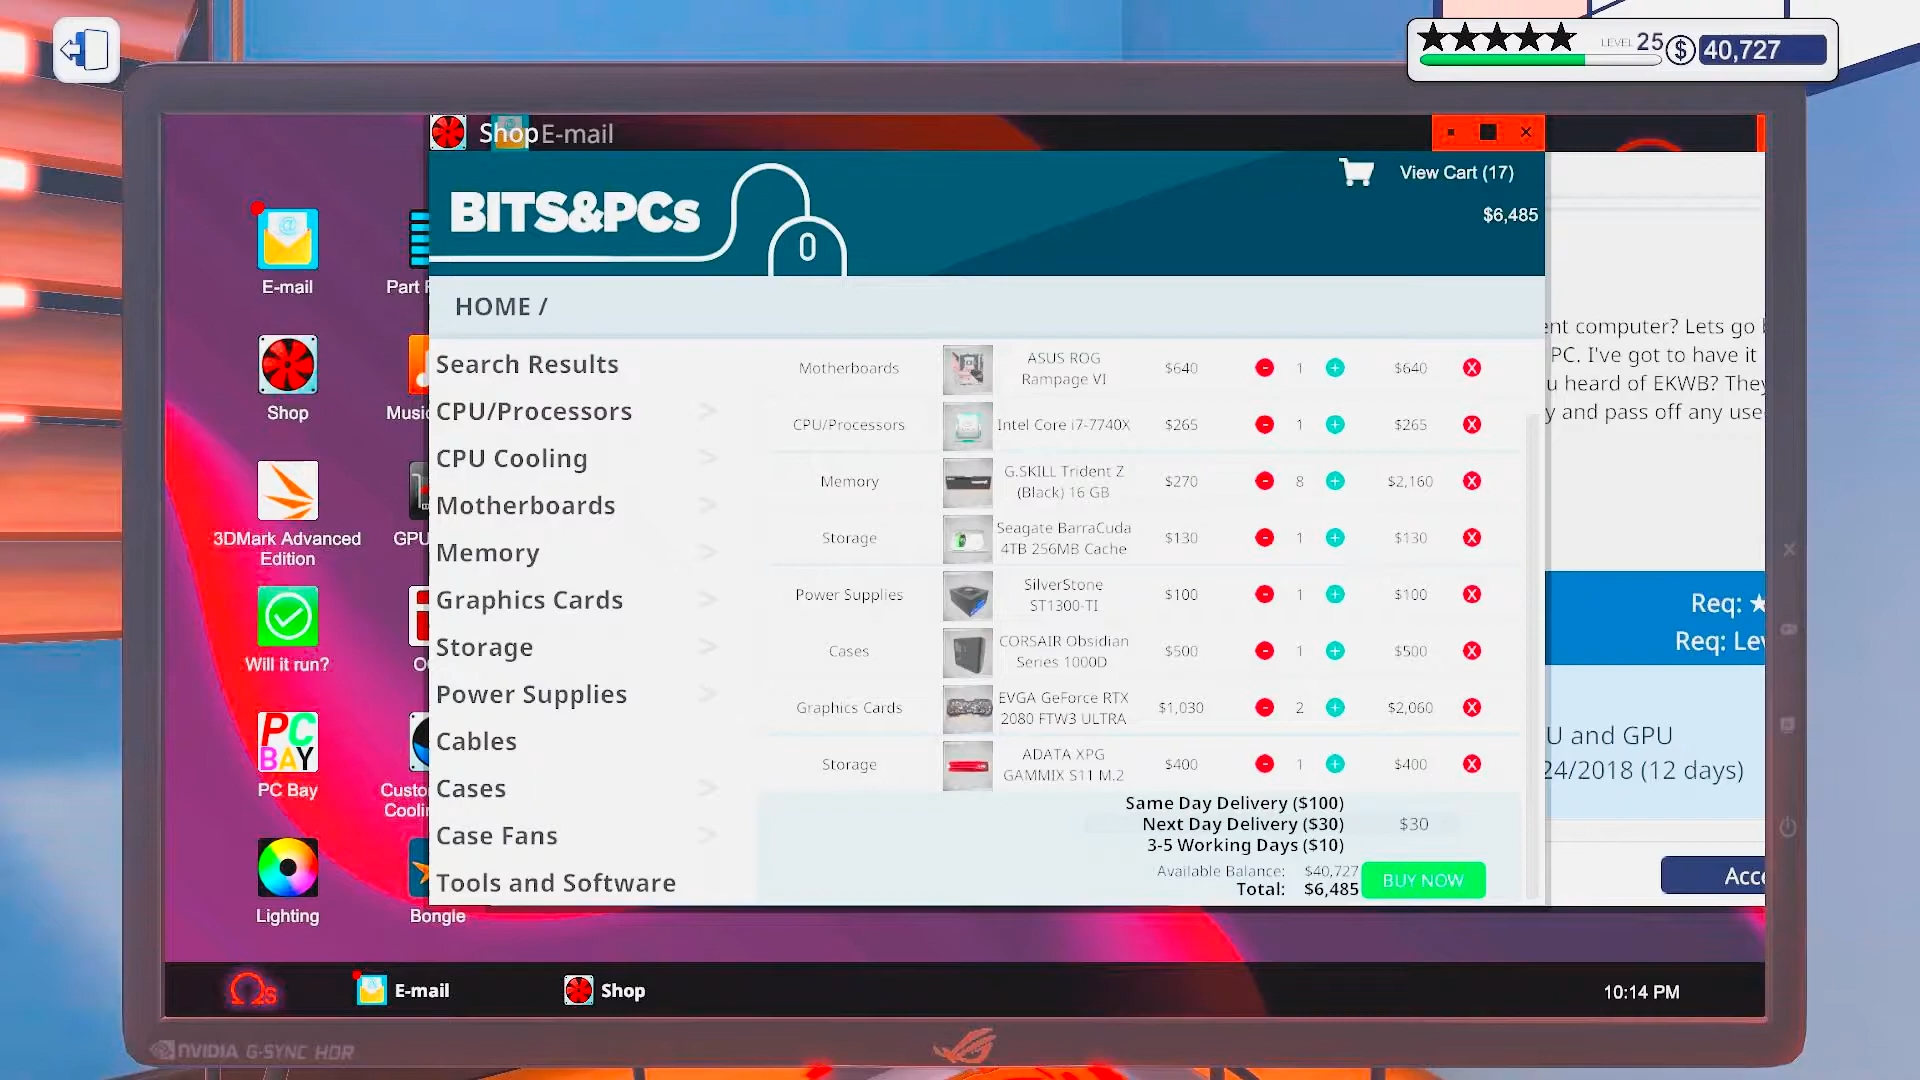 LEVEL 25 $ 40,727
Shop E-mail
BITS&PCs
View Cart (17)
$6,485
HOME /
Search Results
CPU/Processors >
CPU Cooling >
Motherboards >
Memory >
Graphics Cards >
Storage >
Power Supplies >
Cables
Cases >
Case Fans >
Tools and Software
Motherboards ASUS ROG Rampage VI $640 - 1 + $640 X
CPU/Processors Intel Core i7-7740X $265 - 1 + $265 X
Memory G.SKILL Trident Z (Black) 16 GB $270 - 8 + $2,160 X
Storage Seagate BarraCuda 4TB 256MB Cache $130 - 1 + $130 X
Power Supplies SilverStone ST1300-TI $100 - 1 + $100 X
Cases CORSAIR Obsidian Series 1000D $500 - 1 + $500 X
Graphics Cards EVGA GeForce RTX 2080 FTW3 ULTRA $1,030 - 2 + $2,060 X
Storage ADATA XPG GAMMIX S11 M.2 $400 - 1 + $400 X
Same Day Delivery ($100)
Next Day Delivery ($30) $30
3-5 Working Days ($10)
Available Balance: $40,727
Total: $6,485
BUY NOW
E-mail
Part
Shop
Music
3DMark Advanced
Edition
GPU
Will it run?
PC
BAY
PC Bay
Custo
Coolin
Lighting
Bongle
ent computer? Lets go
PC. I've got to have it
u heard of EKWB? They
y and pass off any use
Req: ★
Req: Lev
U and GPU
24/2018 (12 days)
Acce
Ωs
E-mail
Shop
10:14 PM
NVIDIA G-SYNC HDR